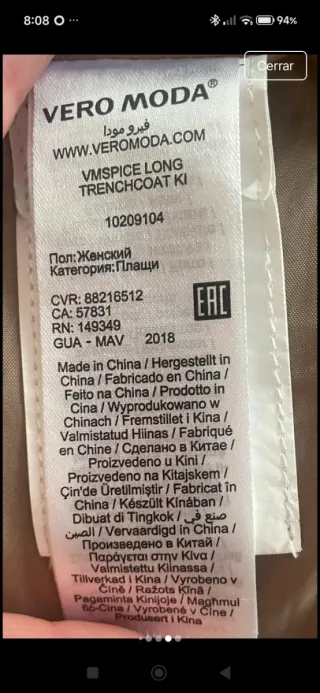 8:08
94%
Cerrar
VERO MODA®
فيرو مودا
WWW.VEROMODA.COM
VMSPICE LONG
TRENCHCOAT KI
10209104
Пол:Женский
Категория:Плащи
CVR: 88216512
CA: 57831
RN: 149349
GUA - MAV 2018
EAC
Made in China / Hergestellt in
China / Fabricado en China /
Feito na China / Prodotto in
Cina / Wyprodukowano w
Chinach / Fremstillet i Kina /
Valmistatud Hiinas / Fabriqué
en Chine / Сделано в Китае /
Proizvedeno u Kini /
Proizvedeno na Kitajskem /
Çin'de Üretilmiştir / Fabricat în
China / Készült Kínában /
Dibuat di Tingkok / صنع في
الصين / Vervaardigd in China /
Произведено в Китай /
Παράγεται στην Κίνα /
Valmistettu Kiinassa /
Tillverkad i Kina / Vyrobeno v
Číně / Ražots Ķīnā /
Pagaminta Kinijoje / Magħmul
fiċ-Ċina / Vyrobené v Číne /
Produsert i Kina